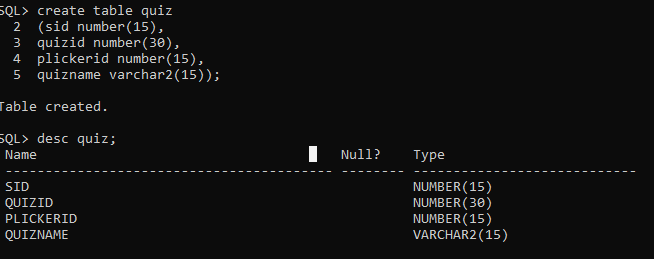 SQL> create table quiz
  2  (sid number(15),
  3  quizid number(30),
  4  plickerid number(15),
  5  quizname varchar2(15));
Table created.
SQL> desc quiz;
 Name                                      Null?    Type
 ----------------------------------------- -------- ----------------------------
 SID                                                NUMBER(15)
 QUIZID                                             NUMBER(30)
 PLICKERID                                          NUMBER(15)
 QUIZNAME                                           VARCHAR2(15)